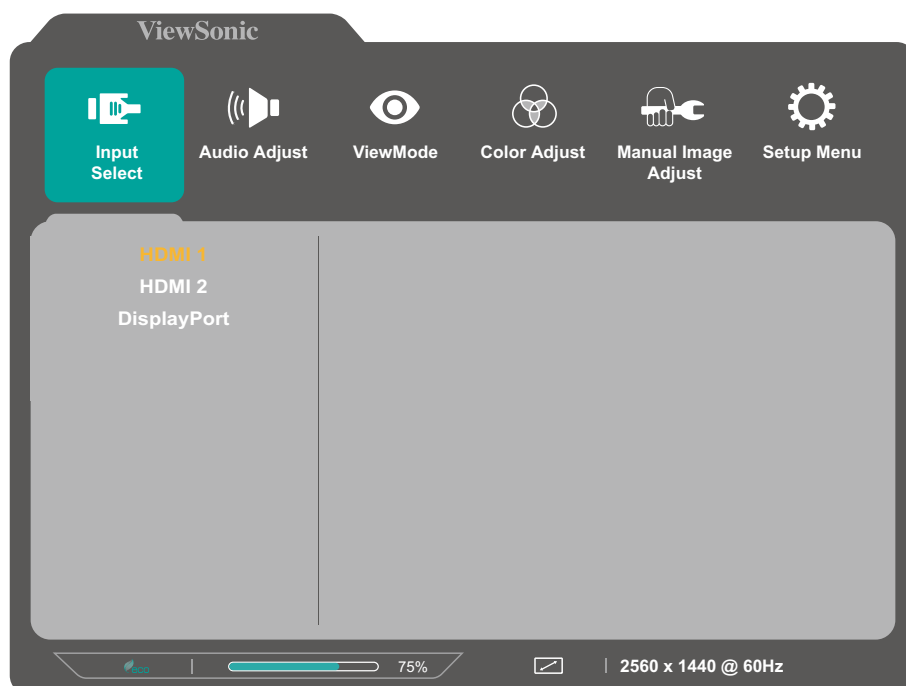 ViewSonic
Input
Select
Audio Adjust
ViewMode
Color Adjust
Manual Image
Adjust
Setup Menu
HDMI 1
HDMI 2
DisplayPort
eco
75%
2560 x 1440 @ 60Hz